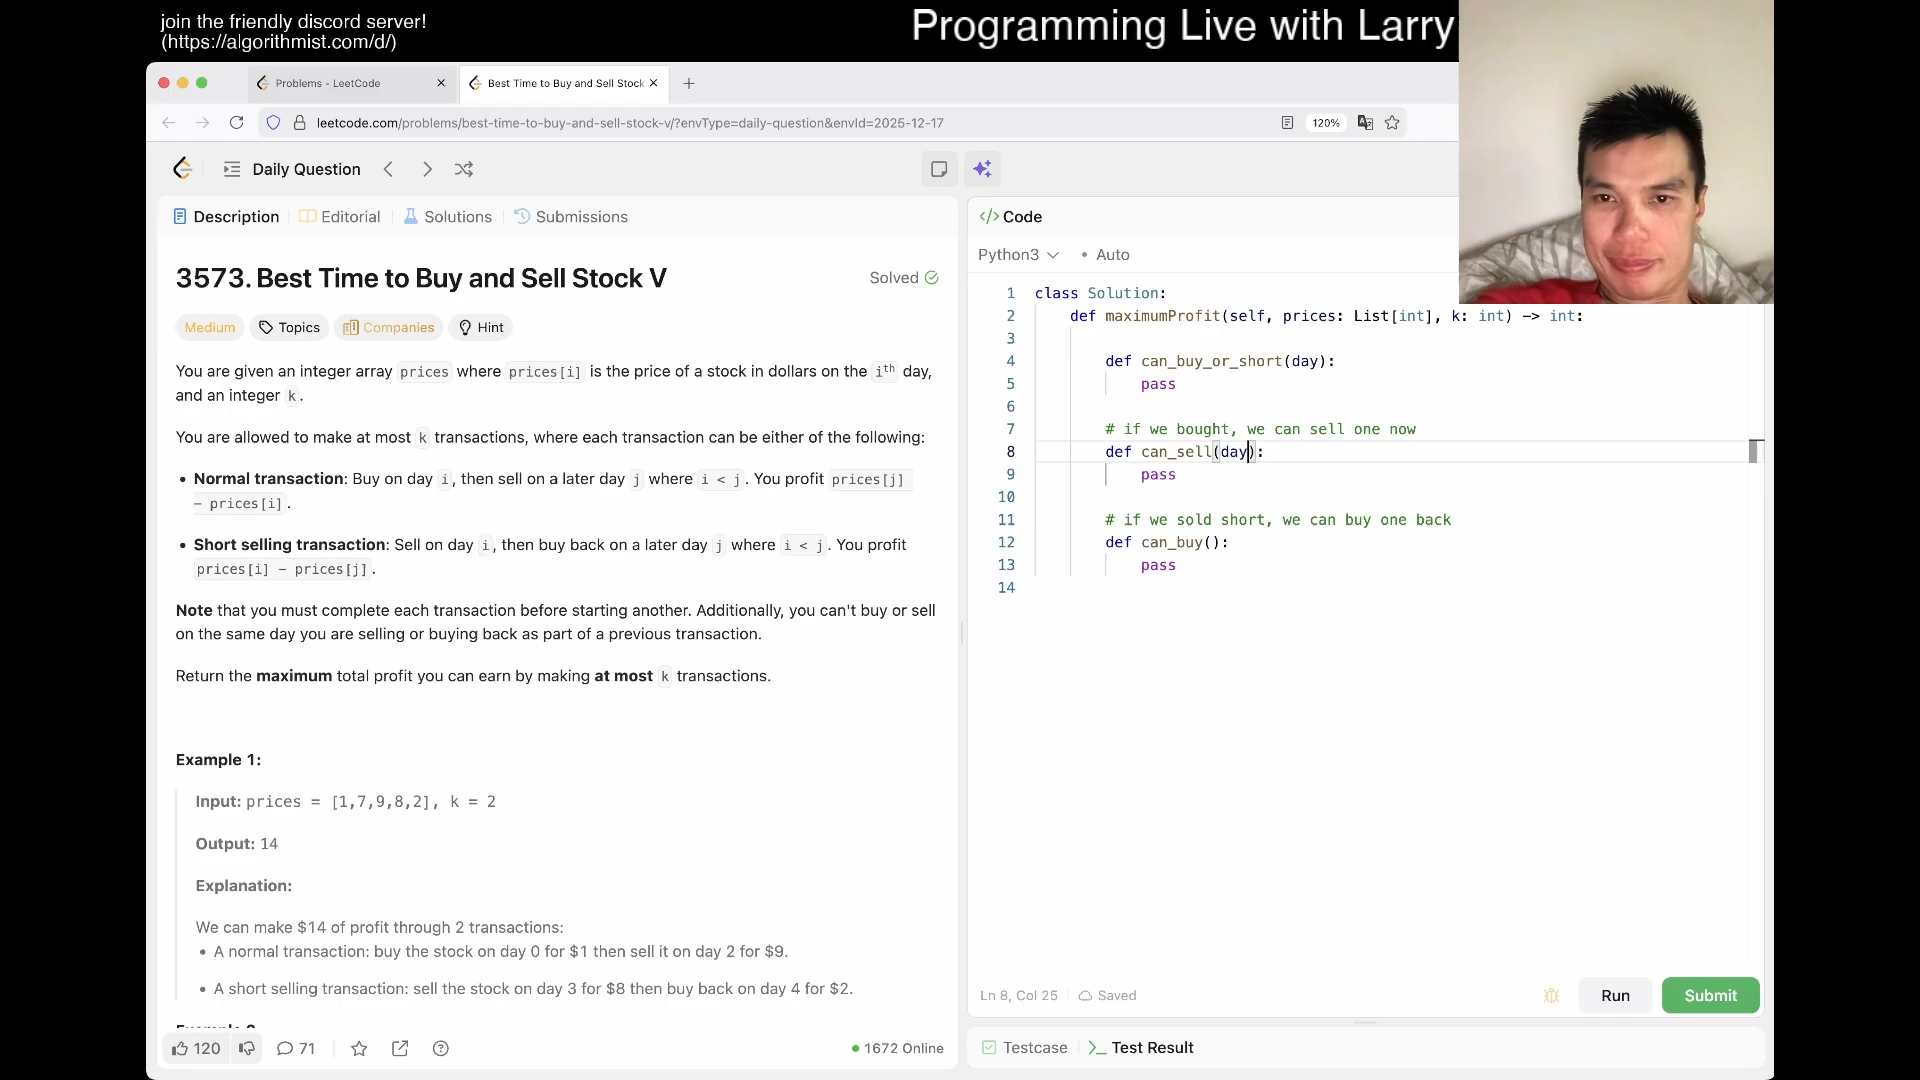 join the friendly discord server!
(https://algorithmist.com/d/)
Programming Live with Larry
Problems - LeetCode
Best Time to Buy and Sell Stock
leetcode.com/problems/best-time-to-buy-and-sell-stock-v/?envType=daily-question&envId=2025-12-17
120%
Daily Question
Description
Editorial
Solutions
Submissions
3573. Best Time to Buy and Sell Stock V
Solved
Medium
Topics
Companies
Hint
You are given an integer array prices where prices[i] is the price of a stock in dollars on the ith day,
and an integer k.
You are allowed to make at most k transactions, where each transaction can be either of the following:
• Normal transaction: Buy on day i, then sell on a later day j where i < j. You profit prices[j]
- prices[i].
• Short selling transaction: Sell on day i, then buy back on a later day j where i < j. You profit
prices[i] - prices[j].
Note that you must complete each transaction before starting another. Additionally, you can't buy or sell
on the same day you are selling or buying back as part of a previous transaction.
Return the maximum total profit you can earn by making at most k transactions.
Example 1:
Input: prices = [1,7,9,8,2], k = 2
Output: 14
Explanation:
We can make $14 of profit through 2 transactions:
• A normal transaction: buy the stock on day 0 for $1 then sell it on day 2 for $9.
• A short selling transaction: sell the stock on day 3 for $8 then buy back on day 4 for $2.
120
71
1672 Online
</> Code
Python3
• Auto
1 class Solution:
2 def maximumProfit(self, prices: List[int], k: int) -> int:
3
4 def can_buy_or_short(day):
5 pass
6
7 # if we bought, we can sell one now
8 def can_sell(day):
9 pass
10
11 # if we sold short, we can buy one back
12 def can_buy():
13 pass
14
Ln 8, Col 25
Saved
Run
Submit
Testcase
Test Result